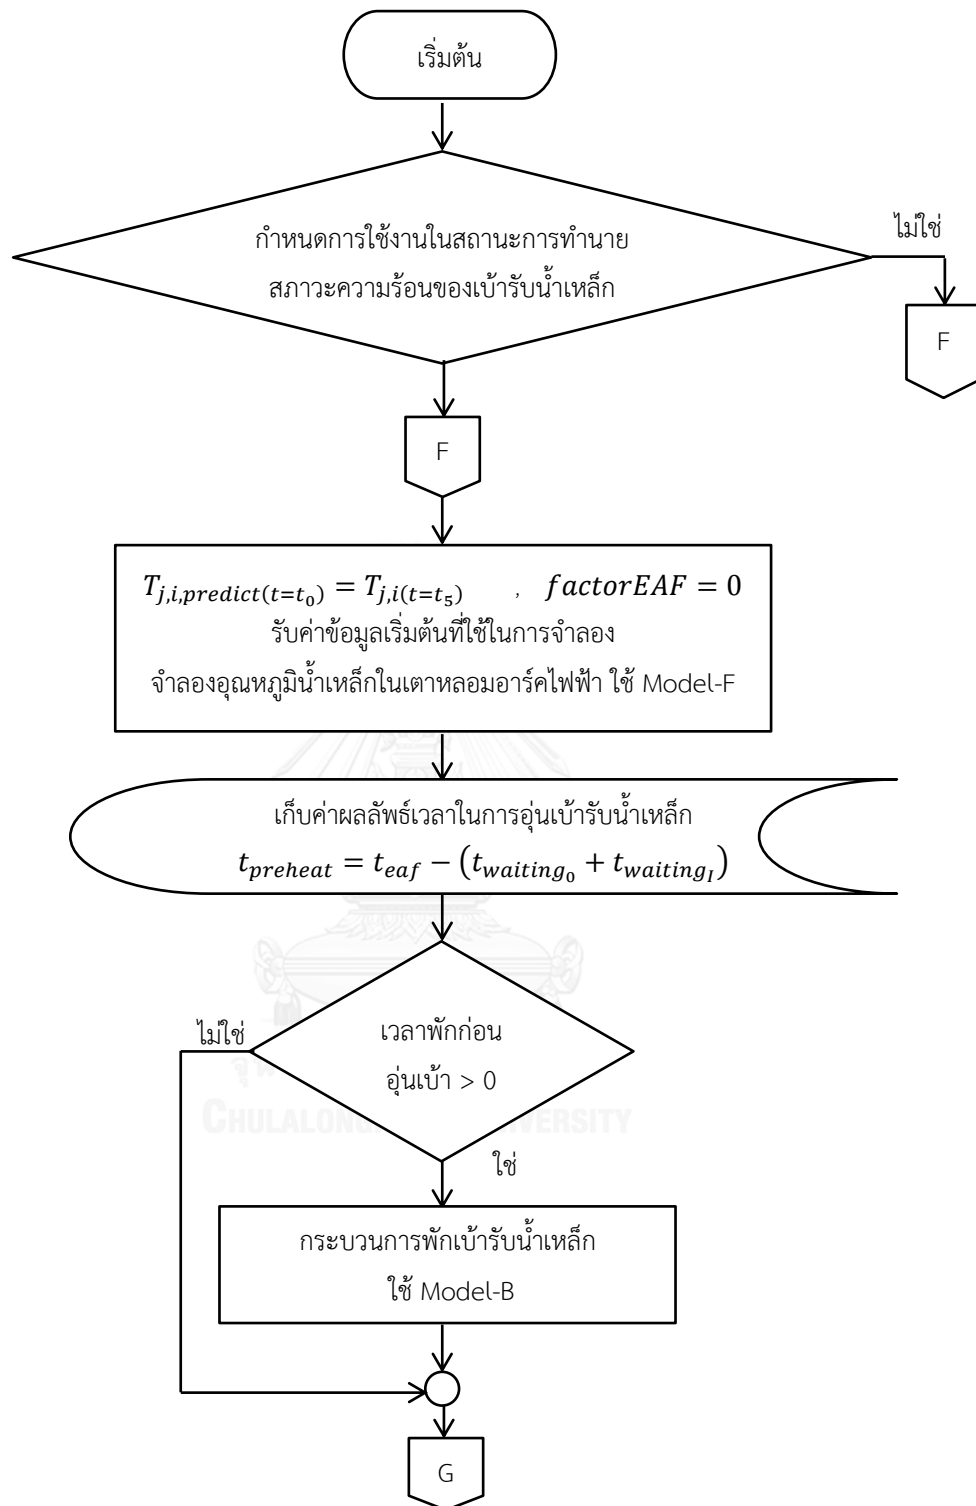 เริ่มต้น
กำหนดการใช้งานในสถานะการทำนาย
สภาวะความร้อนของเบ้ารับน้ำเหล็ก
ไม่ใช่
F
F
T_{j,i,predict(t=t_0)} = T_{j,i(t=t_5)} , factorEAF = 0
รับค่าข้อมูลเริ่มต้นที่ใช้ในการจำลอง
จำลองอุณหภูมิน้ำเหล็กในเตาหลอมอาร์คไฟฟ้า ใช้ Model-F
เก็บค่าผลลัพธ์เวลาในการอุ่นเบ้ารับน้ำเหล็ก
t_{preheat} = t_{eaf} − (t_{waiting_0} + t_{waiting_I})
ไม่ใช่
เวลาพักก่อน
อุ่นเบ้า > 0
CHULALONG VERSITY
ใช่
กระบวนการพักเบ้ารับน้ำเหล็ก
ใช้ Model-B
G